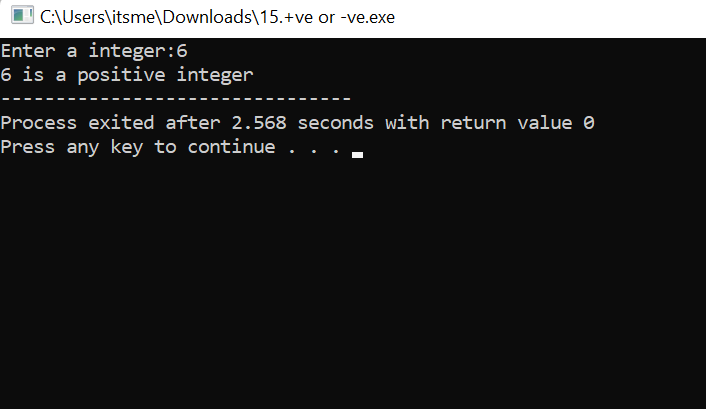 C:\Users\itsme\Downloads\15.+ve or -ve.exe
Enter a integer:6
6 is a positive integer
--------------------------------
Process exited after 2.568 seconds with return value 0
Press any key to continue . . .